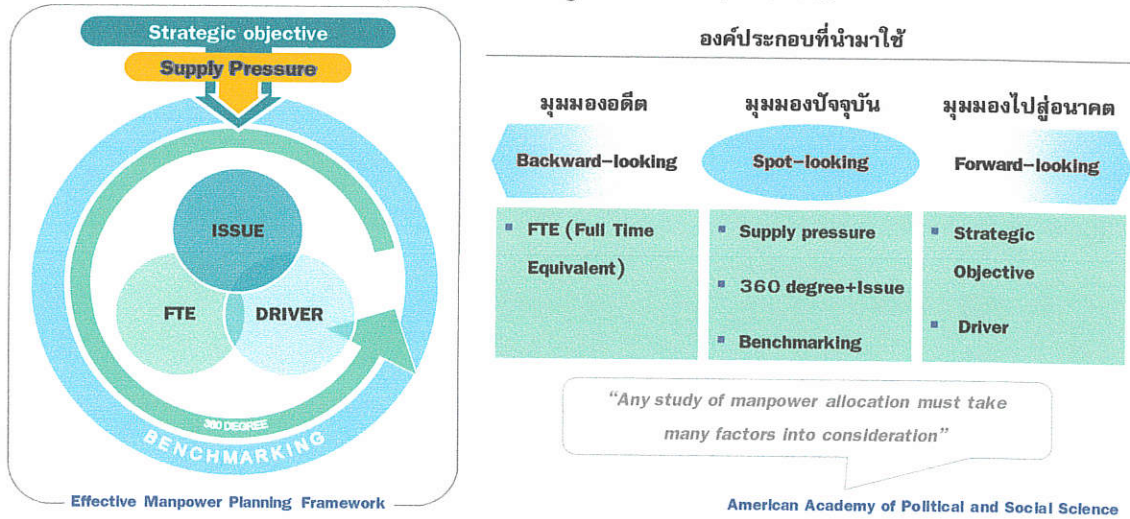 Strategic objective
Supply Pressure
ISSUE
FTE
DRIVER
360 DEGREE
BENCHMARKING
Effective Manpower Planning Framework
องค์ประกอบที่นำมาใช้
มุมมองอดีต
มุมมองปัจจุบัน
มุมมองไปสู่อนาคต
Backward-looking
Spot-looking
Forward-looking
▪ FTE (Full Time
Equivalent)
▪ Supply pressure
▪ 360 degree+Issue
▪ Benchmarking
▪ Strategic
Objective
▪ Driver
"Any study of manpower allocation must take
many factors into consideration"
American Academy of Political and Social Science